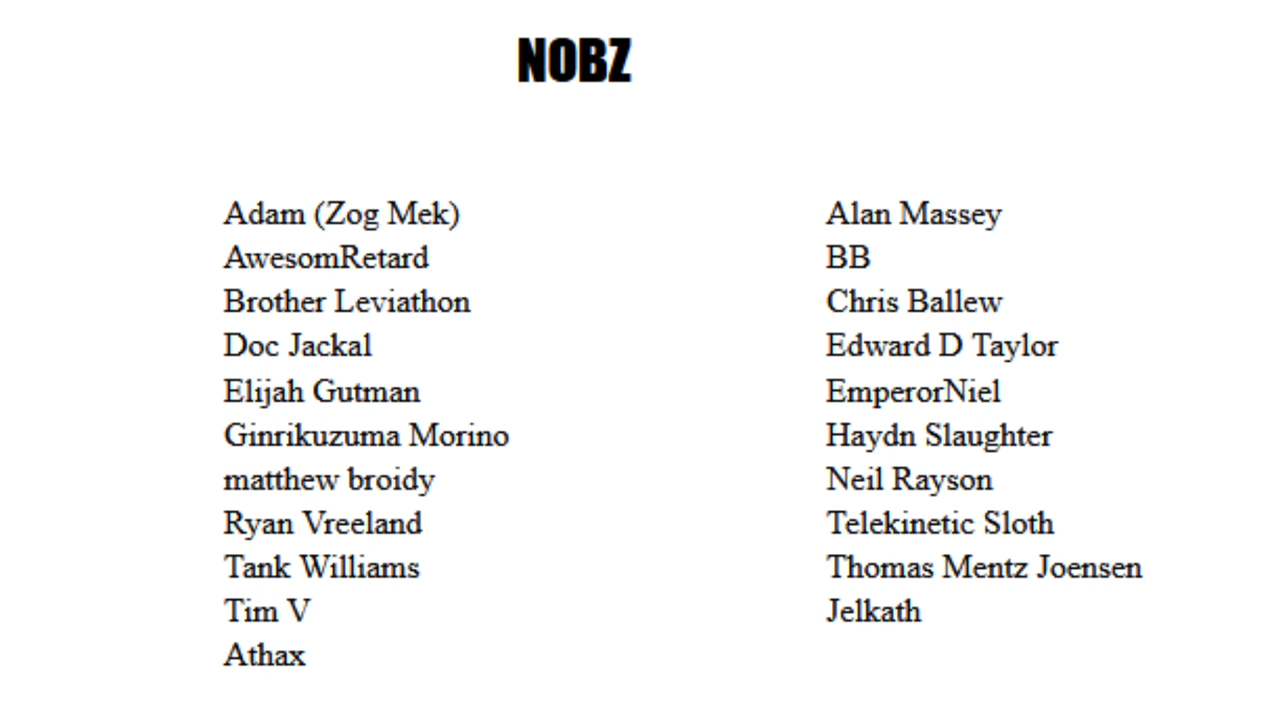 NOBZ
Adam (Zog Mek)
AwesomRetard
Brother Leviathon
Doc Jackal
Elijah Gutman
Ginrikuzuma Morino
matthew broidy
Ryan Vreeland
Tank Williams
Tim V
Athax
Alan Massey
BB
Chris Ballew
Edward D Taylor
EmperorNiel
Haydn Slaughter
Neil Rayson
Telekinetic Sloth
Thomas Mentz Joensen
Jelkath